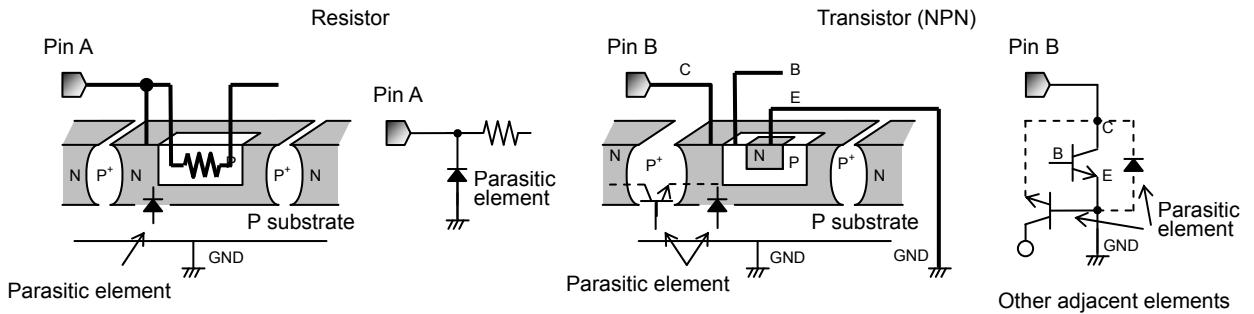 Resistor
Pin A
N
P+
N
P
P+
N
P substrate
GND
Parasitic element
Pin A
Parasitic
element
Transistor (NPN)
Pin B
C
B
E
N
P+
N
P
P+
N
P substrate
GND
GND
Parasitic element
Pin B
C
B
E
Parasitic
element
GND
Other adjacent elements